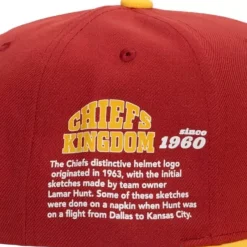 CHIEFS
KINGDOM since 1960
The Chiefs distinctive helmet logo
originated in 1963, with the initial
sketches made by team owner
Lamar Hunt. Some of these sketches
were done on a napkin when Hunt was
on a flight from Dallas to Kansas City.